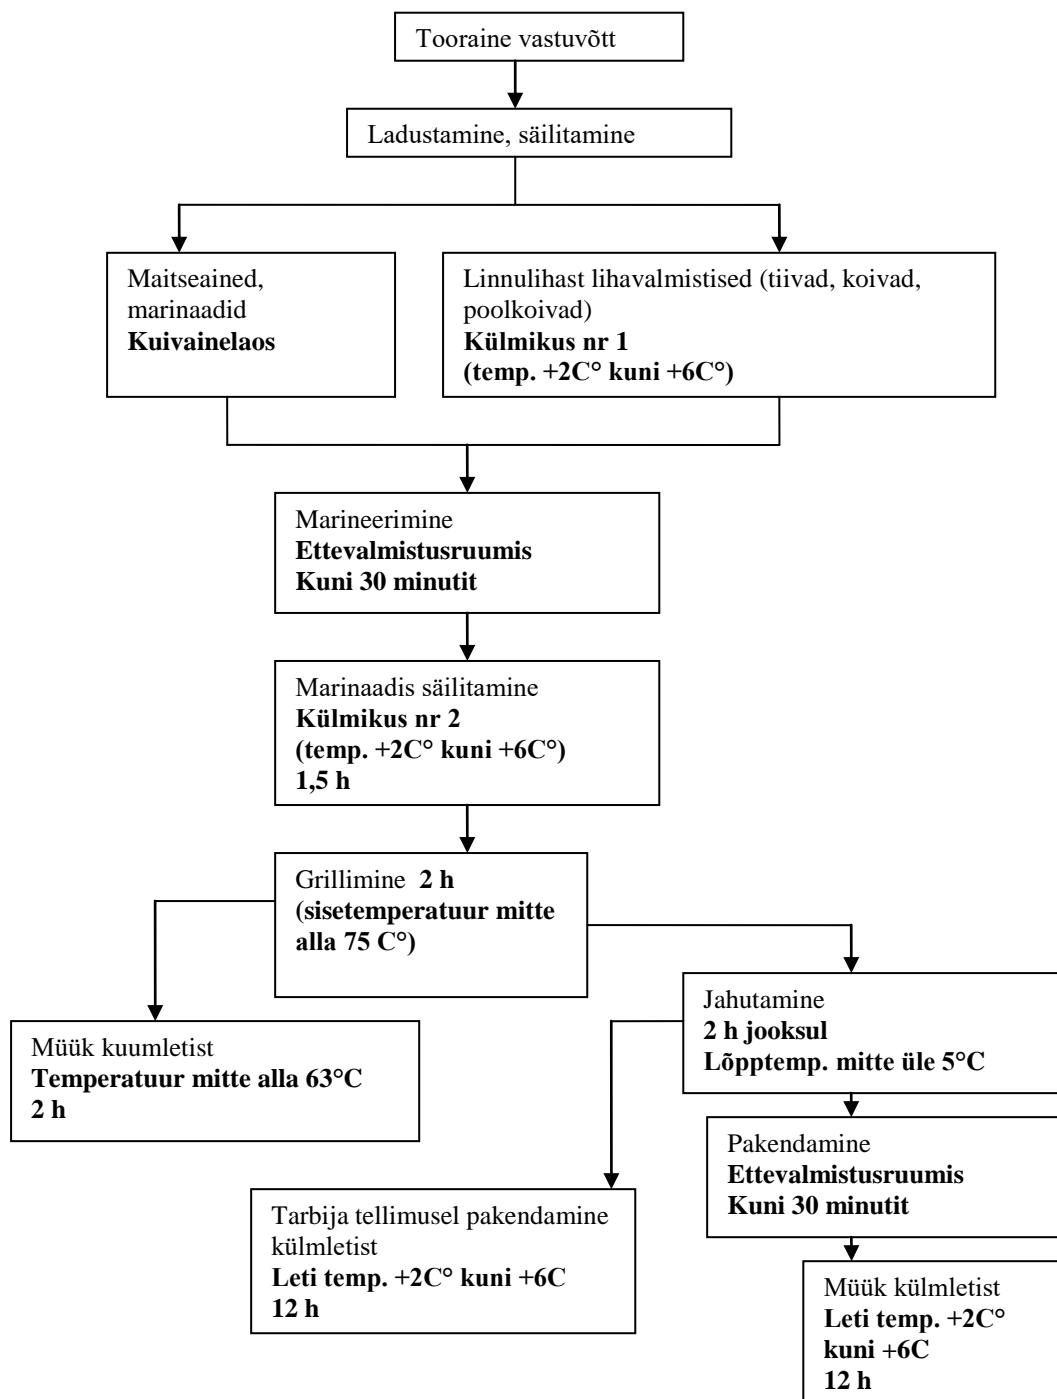 Tooraine vastuvõtt
Ladustamine, säilitamine
Maitseained,
marinaadid
Kuivainelaos
Linnulihast lihavalmistised (tiivad, koivad,
poolkoivad)
Külmikus nr 1
(temp. +2C° kuni +6C°)
Marineerimine
Ettevalmistusruumis
Kuni 30 minutit
Marinaadis säilitamine
Külmikus nr 2
(temp. +2C° kuni +6C°)
1,5 h
Grillimine 2 h
(sisetemperatuur mitte
alla 75 C°)
Müük kuumletist
Temperatuur mitte alla 63°C
2 h
Jahutamine
2 h jooksul
Lõpptemp. mitte üle 5°C
Pakendamine
Ettevalmistusruumis
Kuni 30 minutit
Tarbija tellimusel pakendamine
külmletist
Leti temp. +2C° kuni +6C
12 h
Müük külmletist
Leti temp. +2C°
kuni +6C
12 h